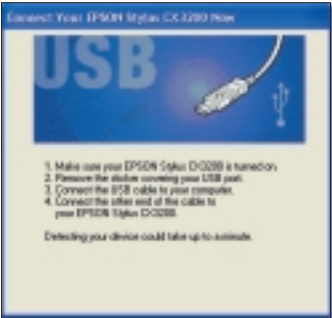 Connect Your EPSON Stylus CX3200 Now
USB
1. Make sure your EPSON Stylus CX3200 is turned on.
2. Remove the sticker covering your USB port.
3. Connect the USB cable to your computer.
4. Connect the other end of the cable to
your EPSON Stylus CX3200.
Detecting your device could take up to a minute.